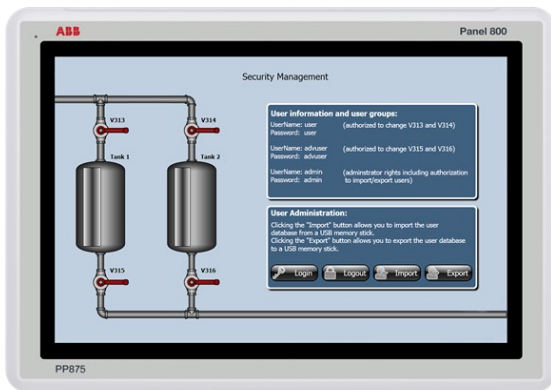 ABB
Panel 800
Security Management
V313
V314
Tank 1
Tank 2
V315
V316
User information and user groups:
UserName: user (authorized to change V313 and V314)
Password: user
UserName: advuser (authorized to change V315 and V316)
Password: advuser
UserName: admin (adminstrator rights including authorization
Password: admin to import/export users)
User Administration:
Clicking the "Import" button allows you to import the user
database from a USB memory stick.
Clicking the "Export" button allows you to export the user database
to a USB memory stick.
Login
Logout
Import
Export
PP875